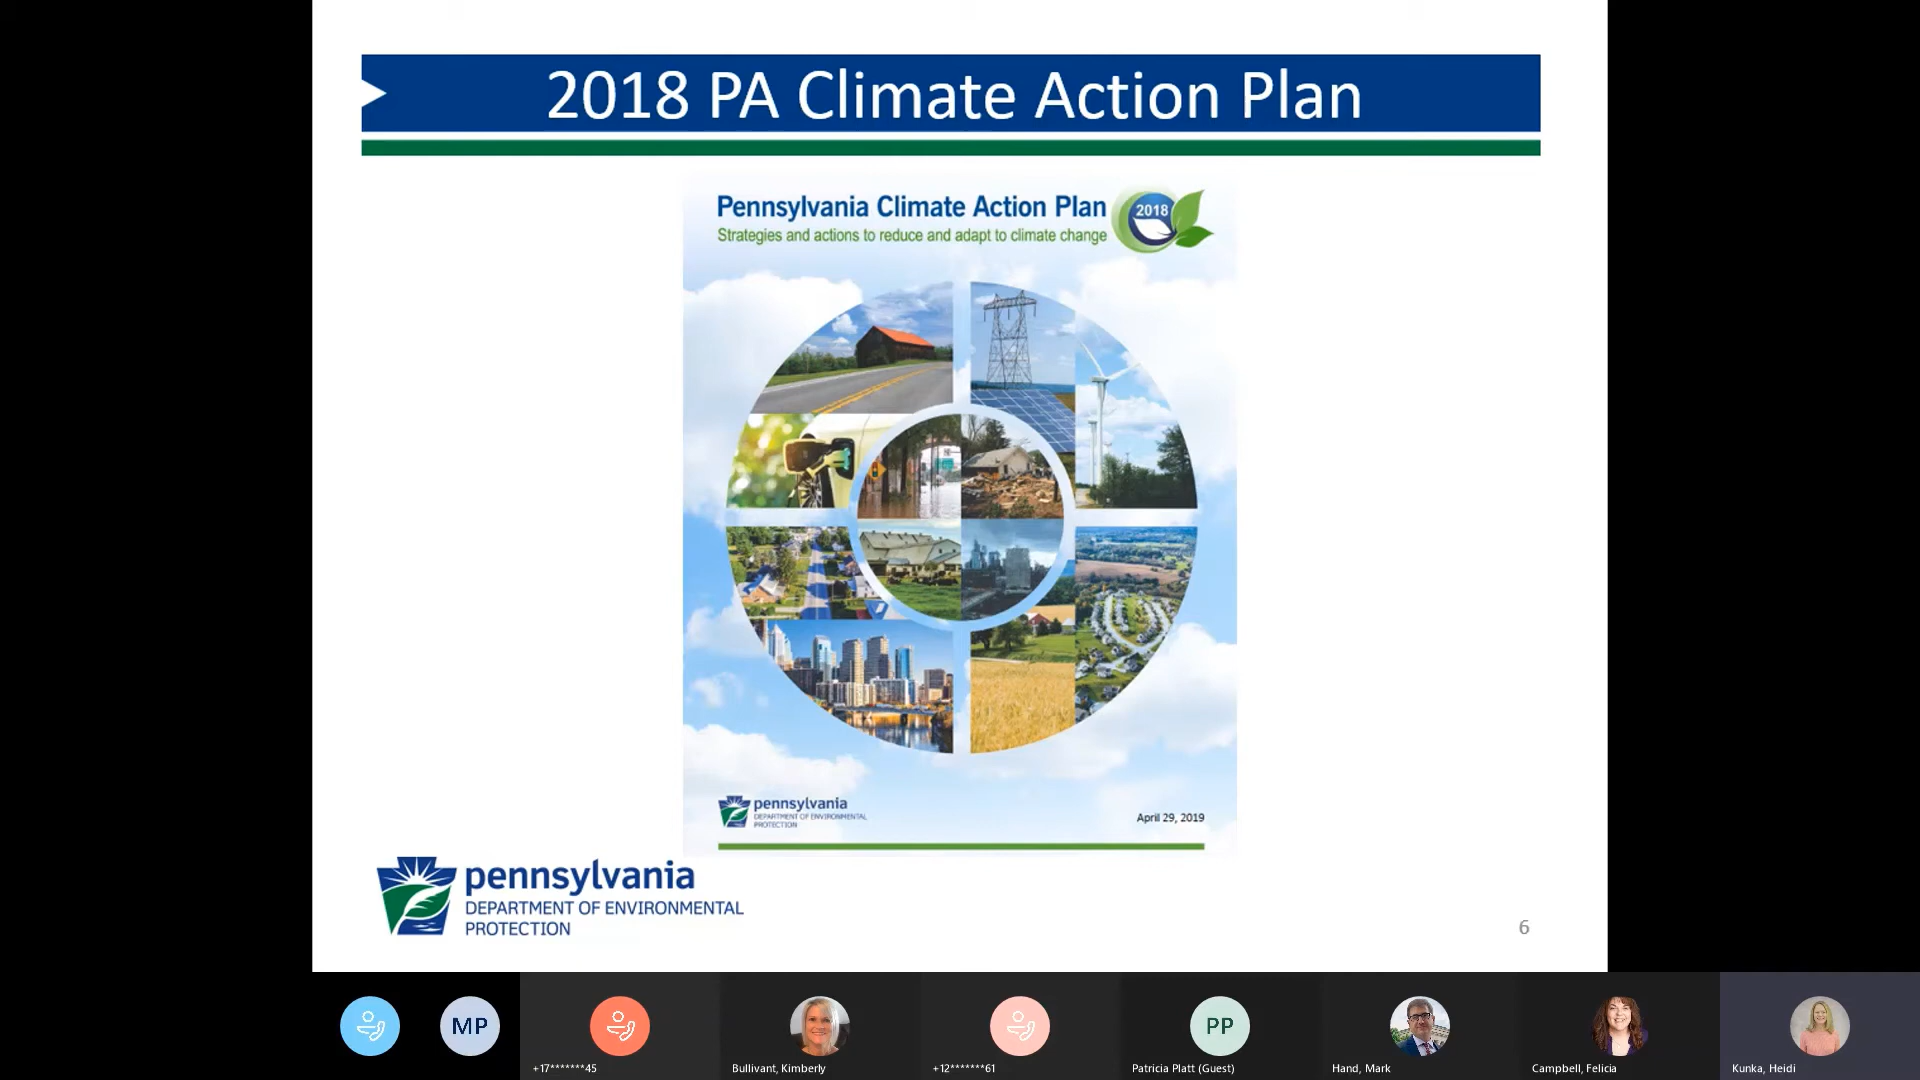 2018 PA Climate Action Plan
Pennsylvania Climate Action Plan
2018
Strategies and actions to reduce and adapt to climate change
pennsylvania
DEPARTMENT OF ENVIRONMENTAL
PROTECTION
April 29, 2019
pennsylvania
DEPARTMENT OF ENVIRONMENTAL
PROTECTION
6
MP
PP
+17*******45
Bullivant, Kimberly
+12*******61
Patricia Platt (Guest)
Hand, Mark
Campbell, Felicia
Kunka, Heidi